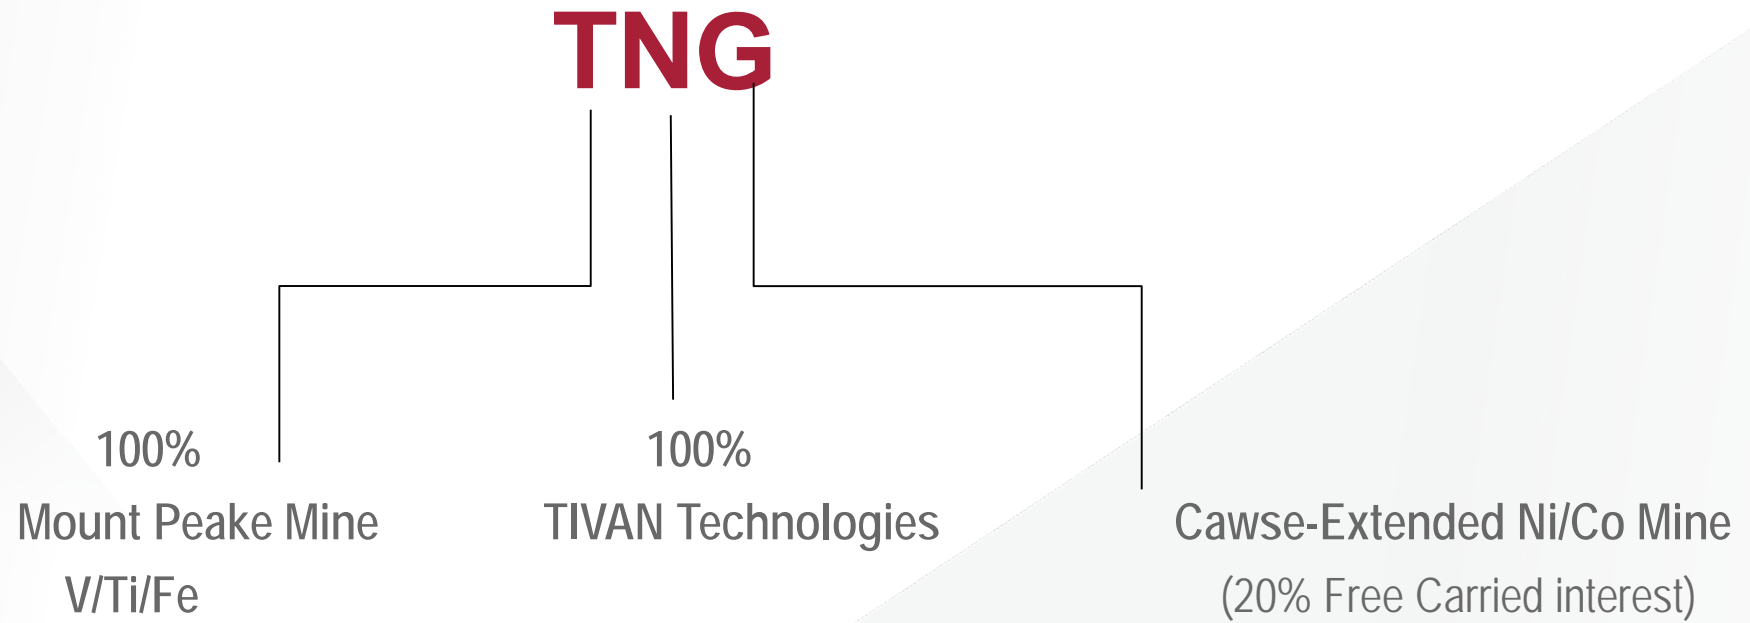 TNG
100%
Mount Peake Mine
V/Ti/Fe
100%
TIVAN Technologies
Cawse-Extended Ni/Co Mine
(20% Free Carried interest)